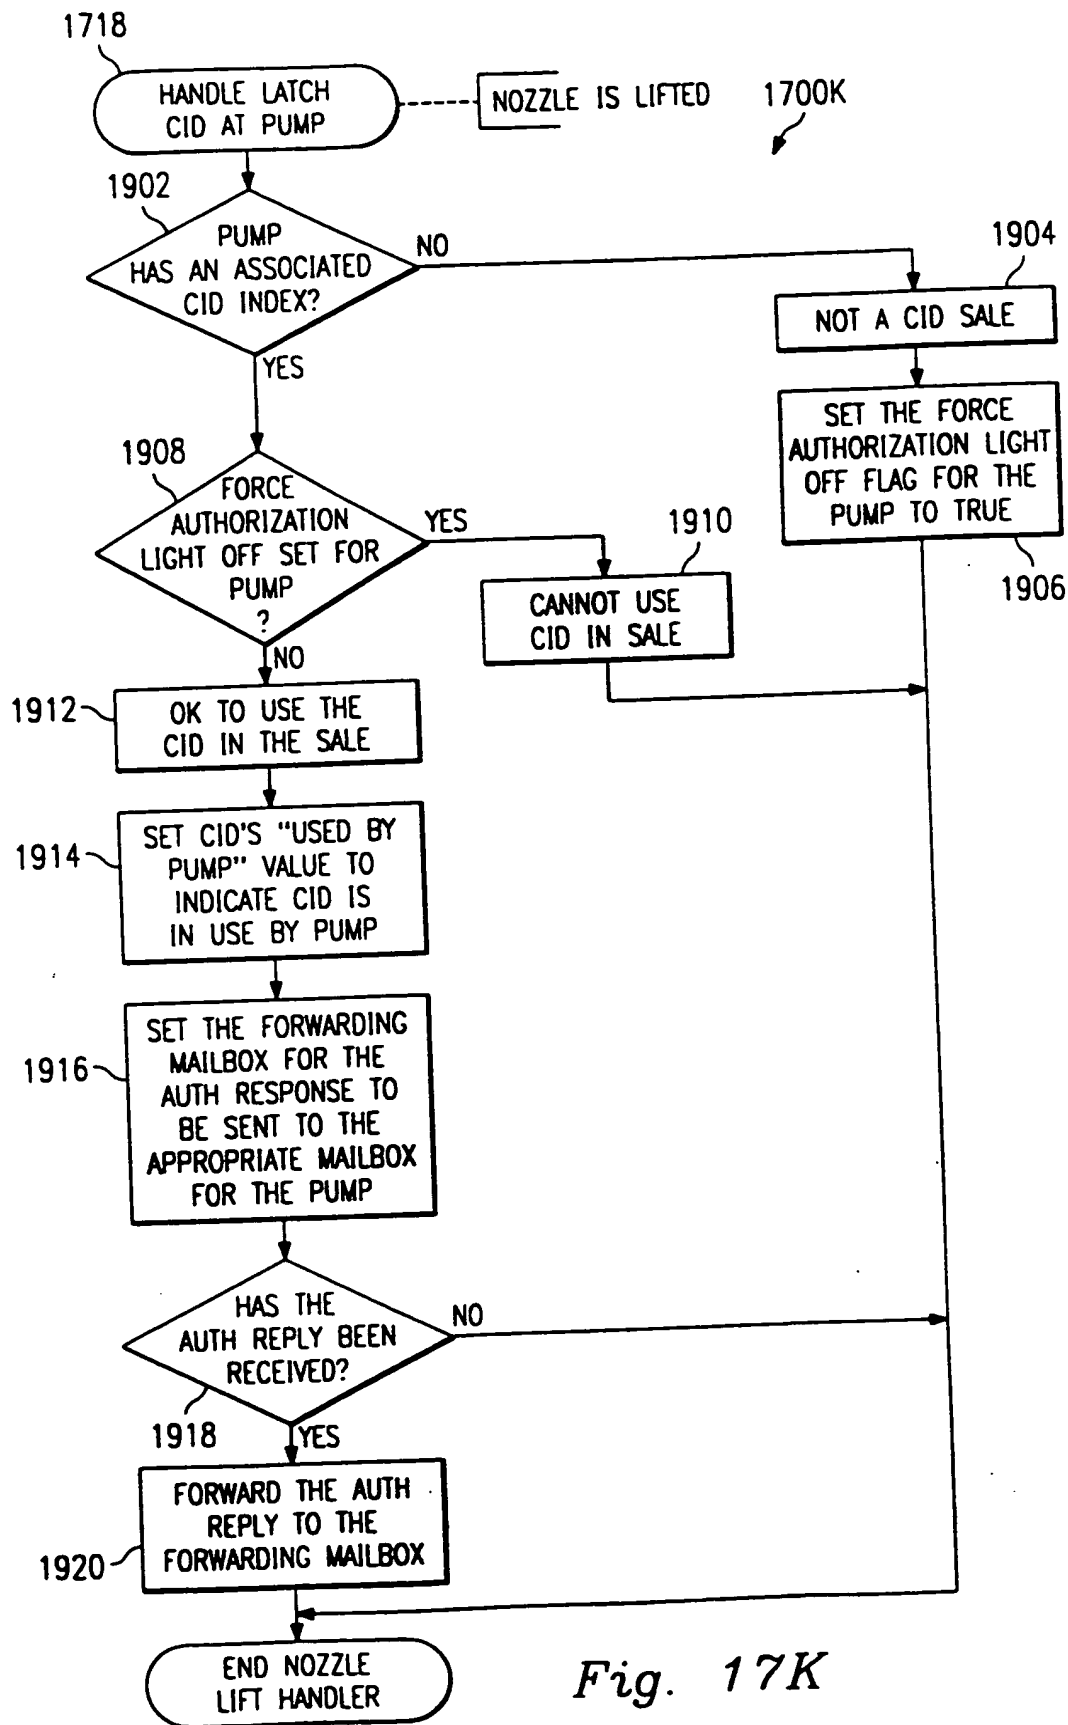 1718
HANDLE LATCH
CID AT PUMP
NOZZLE IS LIFTED
1700K
1902
PUMP
HAS AN ASSOCIATED
CID INDEX?
NO
YES
1904
NOT A CID SALE
SET THE FORCE
AUTHORIZATION LIGHT
OFF FLAG FOR THE
PUMP TO TRUE
1906
1908
FORCE
AUTHORIZATION
LIGHT OFF SET FOR
PUMP
?
YES
NO
1910
CANNOT USE
CID IN SALE
1912
OK TO USE THE
CID IN THE SALE
1914
SET CID'S "USED BY
PUMP" VALUE TO
INDICATE CID IS
IN USE BY PUMP
1916
SET THE FORWARDING
MAILBOX FOR THE
AUTH RESPONSE TO
BE SENT TO THE
APPROPRIATE MAILBOX
FOR THE PUMP
HAS THE
AUTH REPLY BEEN
RECEIVED?
NO
1918
YES
FORWARD THE AUTH
REPLY TO THE
FORWARDING MAILBOX
1920
END NOZZLE
LIFT HANDLER
Fig. 17K